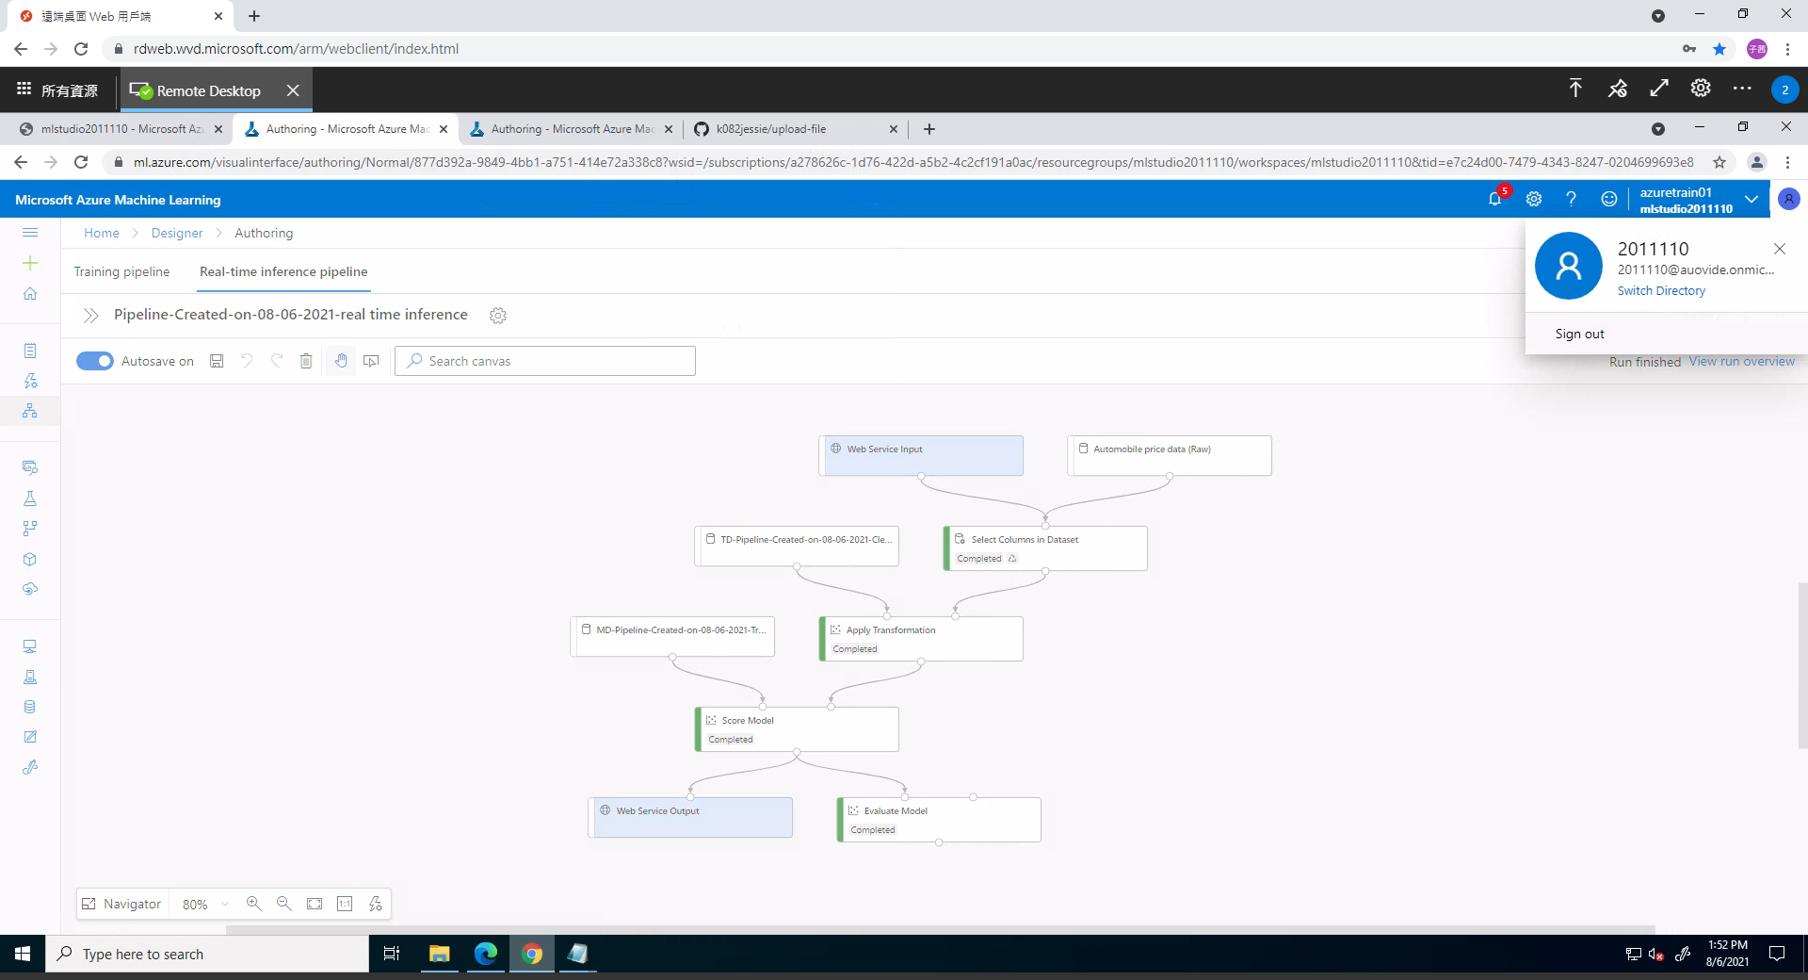 遠端桌面 Web 用戶端
rdweb.wvd.microsoft.com/arm/webclient/index.html
子茜
所有資源
Remote Desktop
2
mlstudio2011110 - Microsoft Az
Authoring - Microsoft Azure Mac
Authoring - Microsoft Azure Mac
k082jessie/upload-file
ml.azure.com/visualinterface/authoring/Normal/877d392a-9849-4bb1-a751-414e72a338c8?wsid=/subscriptions/a278626c-1d76-422d-a5b2-4c2cf191a0ac/resourcegroups/mlstudio2011110/workspaces/mlstudio2011110&tid=e7c24d00-7479-4343-8247-0204699693e8
Microsoft Azure Machine Learning
5
azuretrain01
mlstudio2011110
Home
Designer
Authoring
2011110
2011110@auovide.onmic...
Switch Directory
Sign out
Training pipeline
Real-time inference pipeline
Pipeline-Created-on-08-06-2021-real time inference
Autosave on
Search canvas
Run finished
View run overview
Web Service Input
Automobile price data (Raw)
TD-Pipeline-Created-on-08-06-2021-Cle...
Select Columns in Dataset
Completed
MD-Pipeline-Created-on-08-06-2021-Tr...
Apply Transformation
Completed
Score Model
Completed
Web Service Output
Evaluate Model
Completed
Navigator
80%
1:1
Type here to search
1:52 PM
8/6/2021